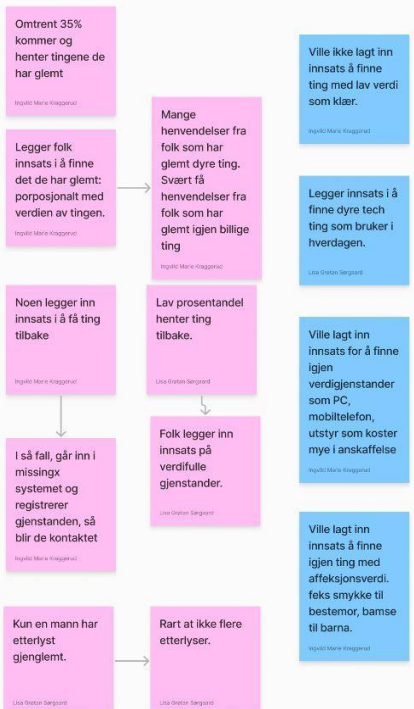 Omtrent 35%
kommer og
henter tingene de
har glemt
Ingvild Marie Kraggerud
Legger folk
innsats i å finne
det de har glemt:
porposjonalt med
verdien av tingen.
Ingvild Marie Kraggerud
Mange
henvendelser fra
folk som har
glemt dyre ting.
Svært få
henvendelser fra
folk som har
glemt igjen billige
ting
Ingvild Marie Kraggerud
Noen legger inn
innsats i å få ting
tilbake
Ingvild Marie Kraggerud
Lav prosentandel
henter ting
tilbake.
Lisa Grøtan Sørgaard
I så fall, går inn i
missingx
systemet og
registrerer
gjenstanden, så
blir de kontaktet
Ingvild Marie Kraggerud
Folk legger inn
innsats på
verdifulle
gjenstander.
Lisa Grøtan Sørgaard
Kun en mann har
etterlyst
gjenglemt.
Lisa Grøtan Sørgaard
Rart at ikke flere
etterlyser.
Lisa Grøtan Sørgaard
Ville ikke lagt inn
innsats å finne
ting med lav verdi
som klær.
Ingvild Marie Kraggerud
Legger innsats i å
finne dyre tech
ting som bruker i
hverdagen.
Lisa Grøtan Sørgaard
Ville lagt inn
innsats for å finne
igjen
verdigjenstander
som PC,
mobiltelefon,
utstyr som koster
mye i anskaffelse
Ingvild Marie Kraggerud
Ville lagt inn
innsats å finne
igjen ting med
affeksjonsverdi.
feks smykke til
bestemor, bamse
til barna.
Ingvild Marie Kraggerud